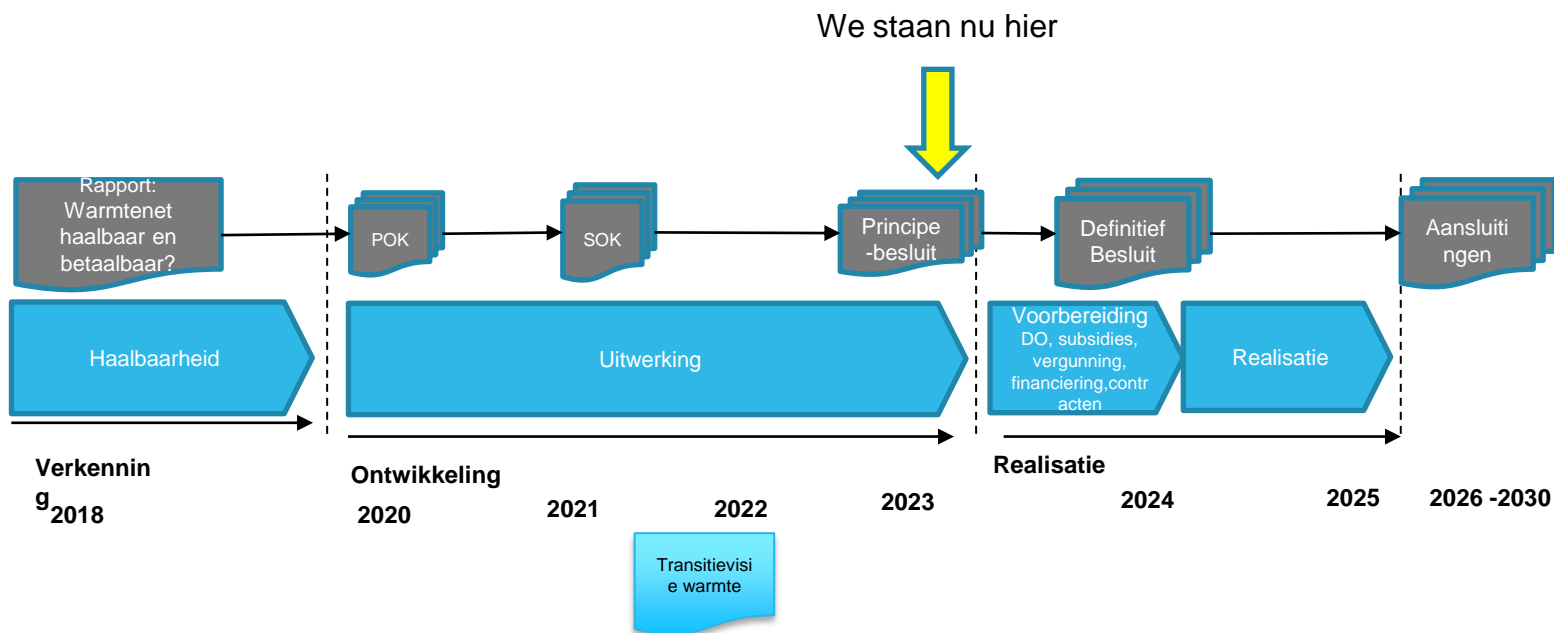 We staan nu hier
Rapport:
Warmtenet
haalbaar en
betaalbaar?
POK
SOK
Principe
-besluit
Definitief
Besluit
Aansluiti
ngen
Haalbaarheid
Uitwerking
Voorbereiding
DO, subsidies,
vergunning,
financiering,contr
acten
Realisatie
Verkennin
g
2018
Ontwikkeling
2020
2021
2022
2023
Realisatie
2024
2025
2026 -2030
Transitievisi
e warmte